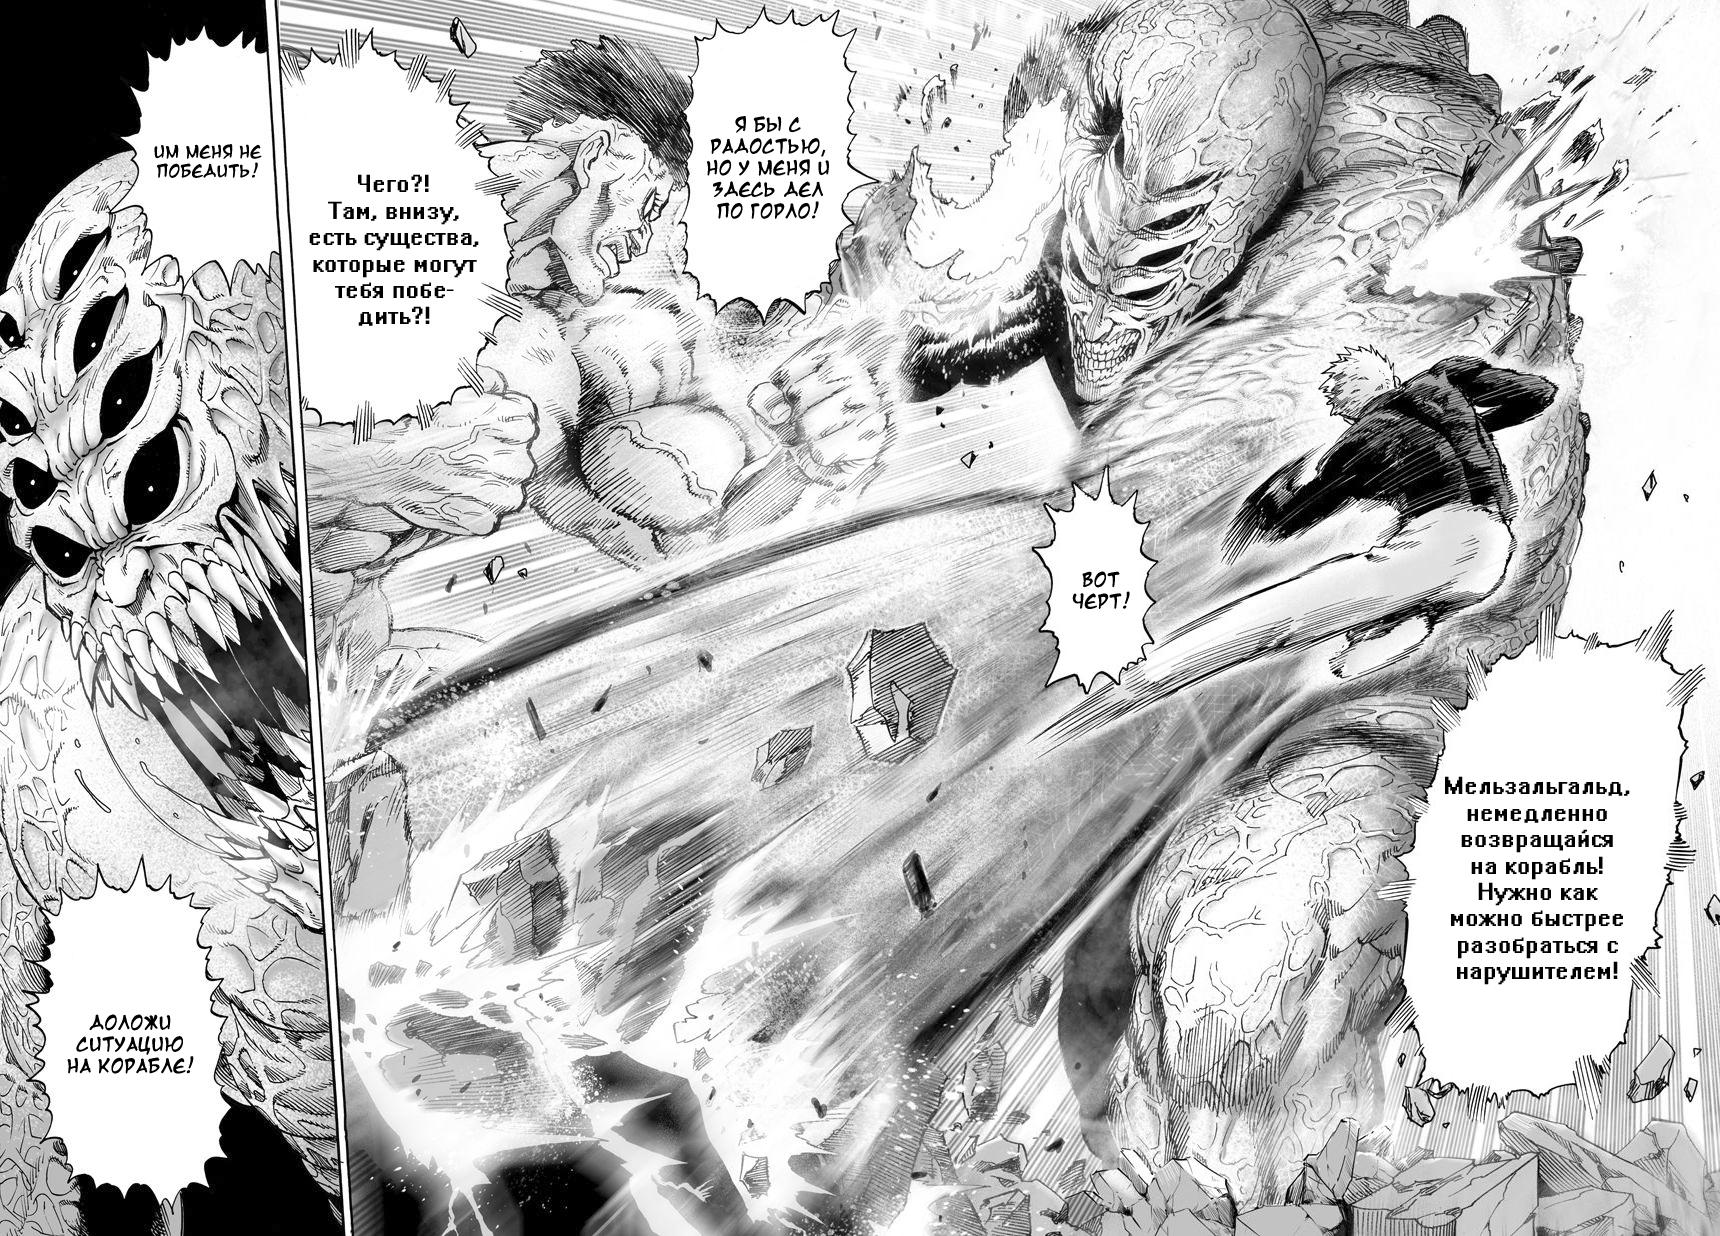 Мельзальгальд,
немедленно
возвращайся
на корабль!
Нужно как
можно быстрее
разобраться с
нарушителем!
ВОТ
ЧЕРТ!
Я БЫ С
РАДОСТЬЮ,
НО У МЕНЯ И
ЗДЕСЬ ДЕЛ
ПО ГОРЛО!
Чего?!
Там, внизу,
есть существа,
которые могут
тебя побе-
дить?!
ИМ МЕНЯ НЕ
ПОБЕДИТЬ!
ДОЛОЖИ
СИТУАЦИЮ
НА КОРАБЛЕ!